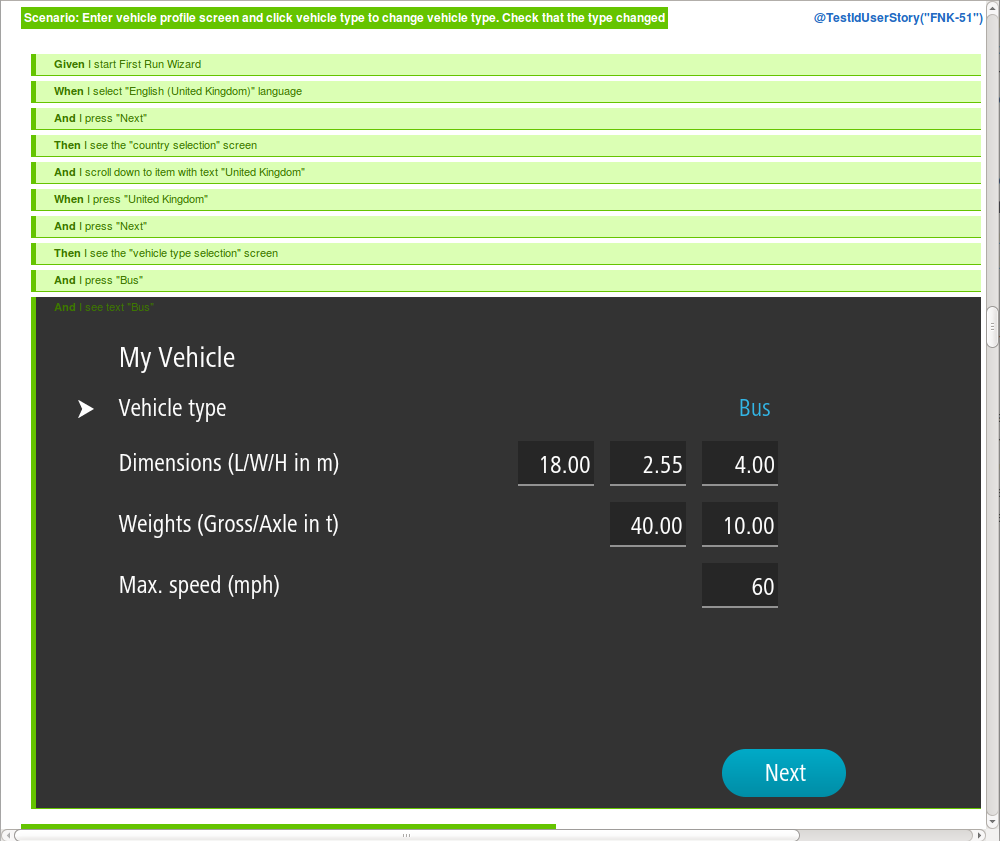 Scenario: Enter vehicle profile screen and click vehicle type to change vehicle type. Check that the type changed
@TestIdUserStory("FNK-51")
Given I start First Run Wizard
When I select "English (United Kingdom)" language
And I press "Next"
Then I see the "country selection" screen
And I scroll down to item with text "United Kingdom"
When I press "United Kingdom"
And I press "Next"
Then I see the "vehicle type selection" screen
And I press "Bus"
And I see text "Bus"
My Vehicle
Vehicle type Bus
Dimensions (L/W/H in m) 18.00 2.55 4.00
Weights (Gross/Axle in t) 40.00 10.00
Max. speed (mph) 60
Next